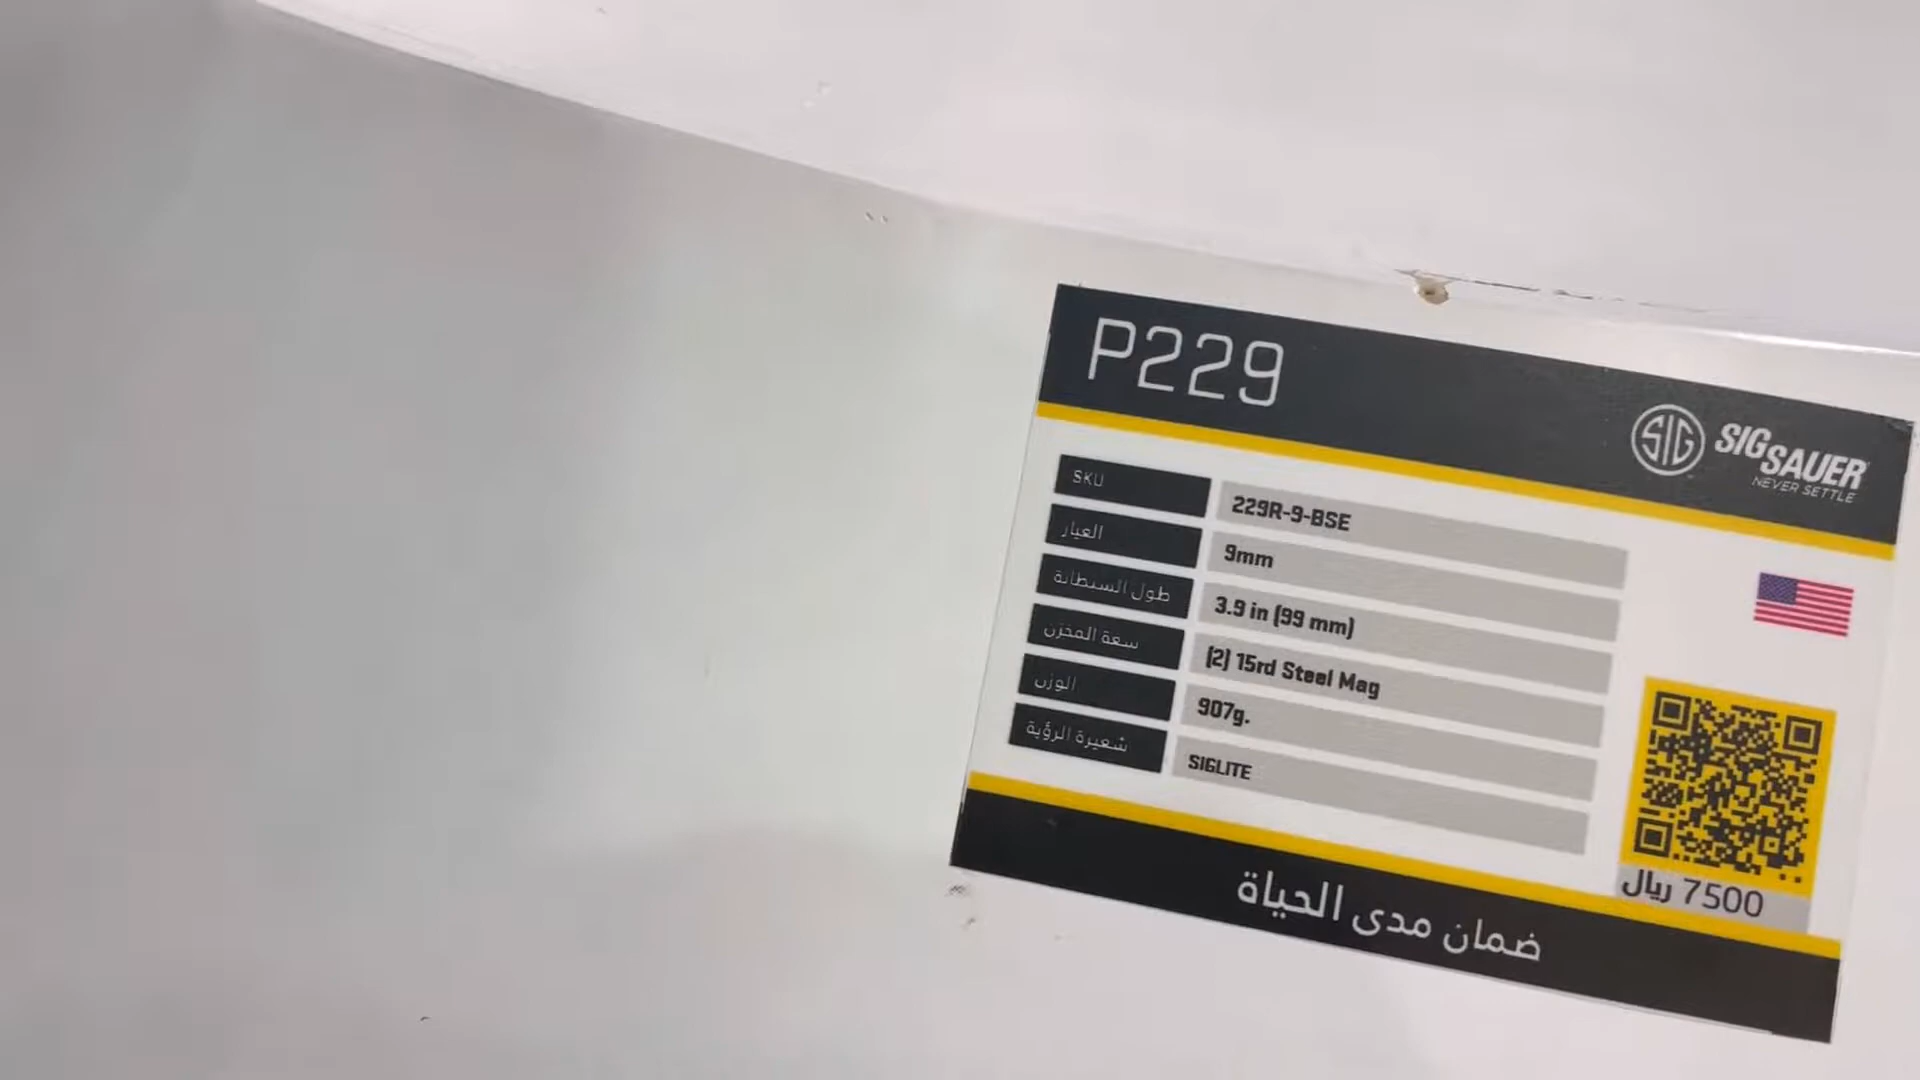 P229
SIG SIG SAUER
NEVER SETTLE
SKU 229R-9-BSE
العيار 9mm
طول السبطانة 3.9 in (99 mm)
سعة المخزن (2) 15rd Steel Mag
الوزن 907g.
شعيرة الرؤية SIGLITE
7500 ريال
ضمان مدى الحياة